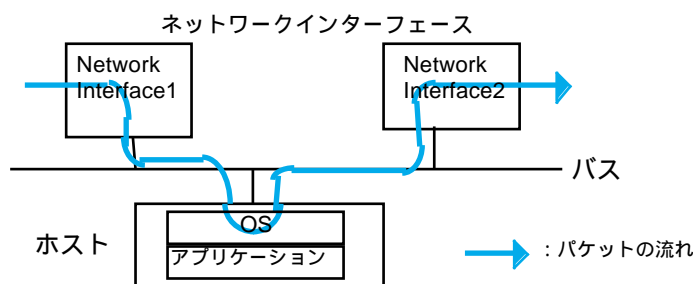 ネットワークインターフェース
Network
Interface1
Network
Interface2
バス
OS
ホスト
アプリケーション
：パケットの流れ